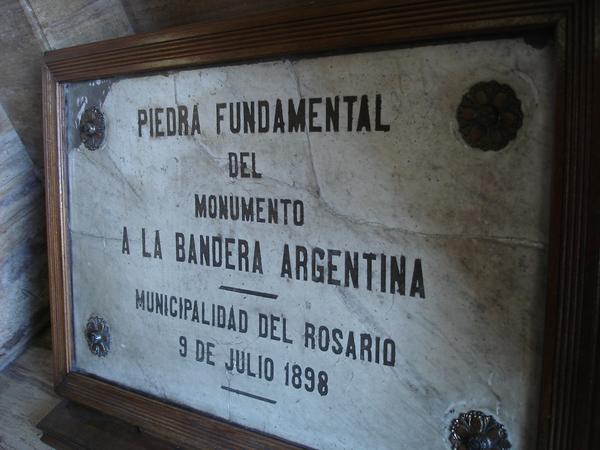 PIEDRA FUNDAMENTAL
DEL
MONUMENTO
A LA BANDERA ARGENTINA
MUNICIPALIDAD DEL ROSARIO
9 DE JULIO 1898